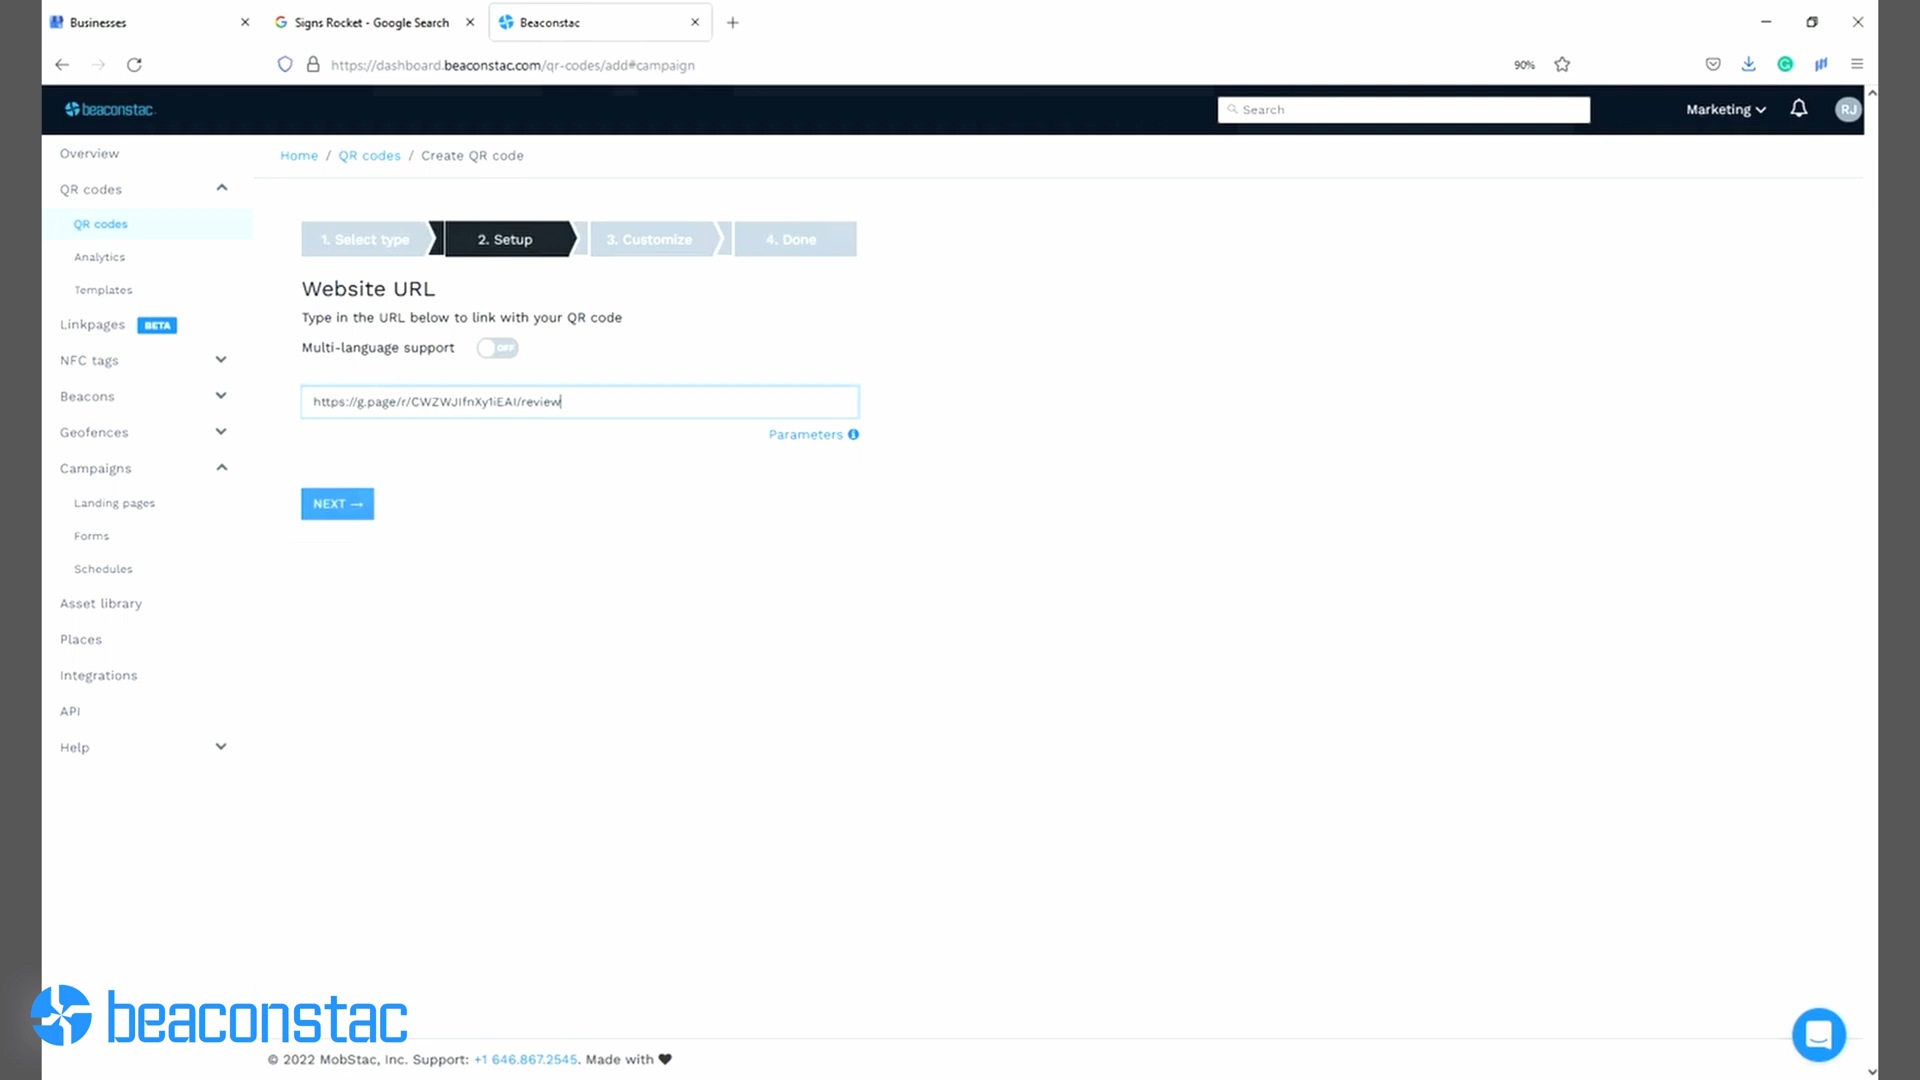 Businesses
Signs Rocket - Google Search
Beaconstac
https://dashboard.beaconstac.com/qr-codes/add#campaign
90%
beaconstac
Search
Marketing
RJ
Overview
QR codes
QR codes
Analytics
Templates
Linkpages BETA
NFC tags
Beacons
Geofences
Campaigns
Landing pages
Forms
Schedules
Asset library
Places
Integrations
API
Help
Home / QR codes / Create QR code
1. Select type
2. Setup
3. Customize
4. Done
Website URL
Type in the URL below to link with your QR code
Multi-language support OFF
https://g.page/r/CWZWJIfnXy1iEAI/review
Parameters
NEXT →
beaconstac
© 2022 MobStac, Inc. Support: +1 646.867.2545. Made with ♥